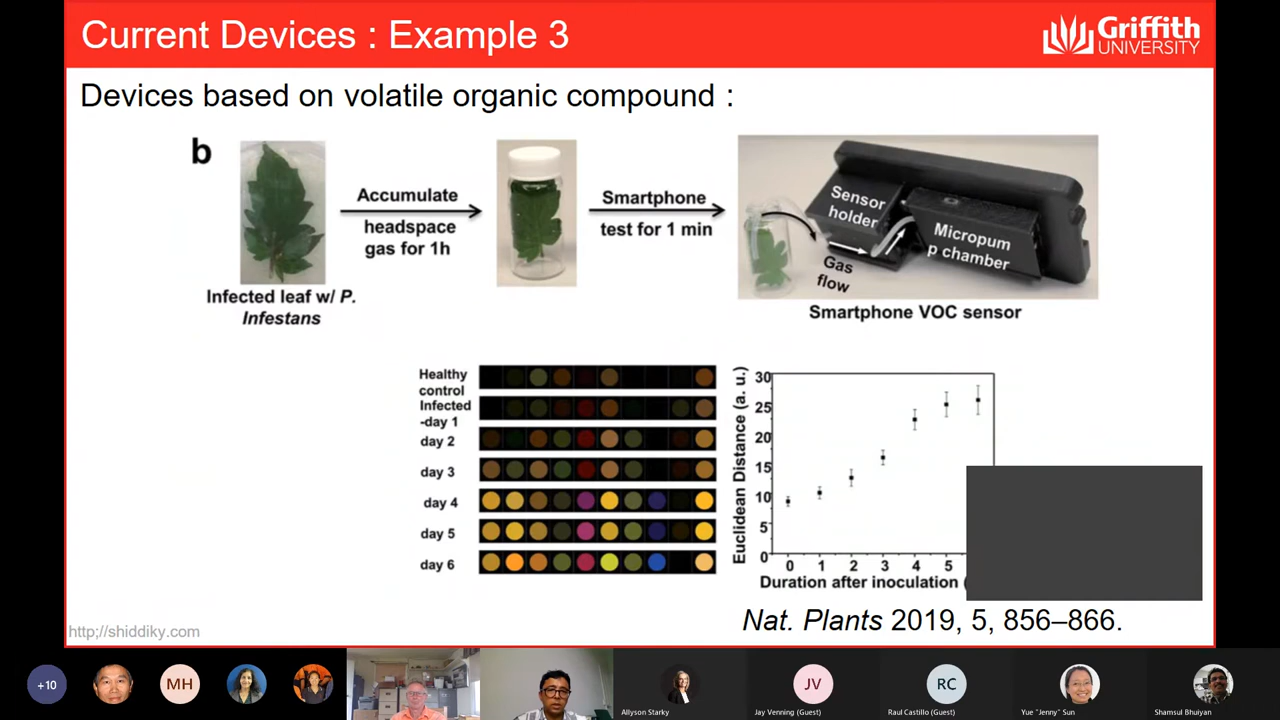 Current Devices : Example 3
Griffith
UNIVERSITY
Devices based on volatile organic compound :
b
Accumulate
headspace
gas for 1h
Smartphone
test for 1 min
Sensor
holder
Micropum
p chamber
Gas
flow
Infected leaf w/ P.
Infestans
Smartphone VOC sensor
Healthy
control
Infected
-day 1
day 2
day 3
day 4
day 5
day 6
Euclidean Distance (a. u.)
30
25
20
15
10
5
0
0 1 2 3 4 5
Duration after inoculation (
Nat. Plants 2019, 5, 856–866.
http;//shiddiky.com
+10
MH
Allyson Starky
JV
Jay Venning (Guest)
RC
Raul Castillo (Guest)
Yue "Jenny" Sun
Shamsul Bhuiyan